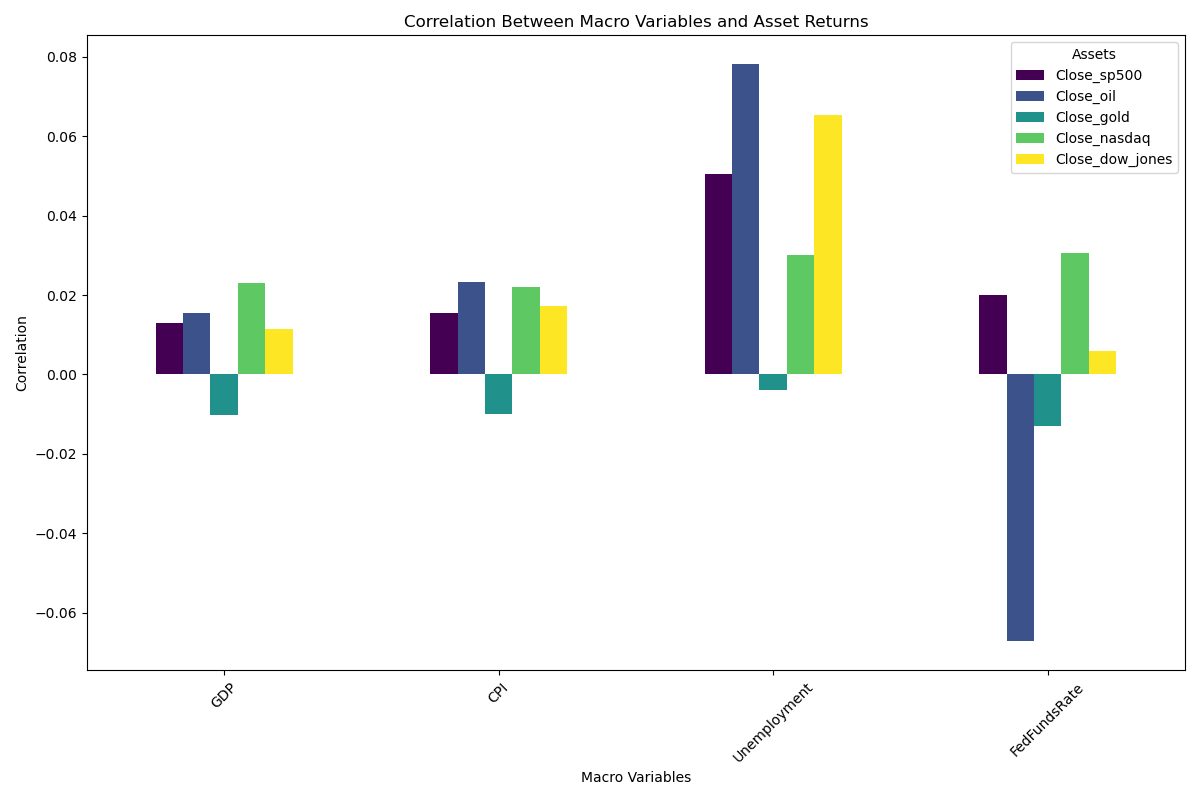 Correlation Between Macro Variables and Asset Returns
Assets
Close_sp500
Close_oil
Close_gold
Close_nasdaq
Close_dow_jones
Correlation
0.08
0.06
0.04
0.02
0.00
−0.02
−0.04
−0.06
GDP
CPI
Unemployment
FedFundsRate
Macro Variables